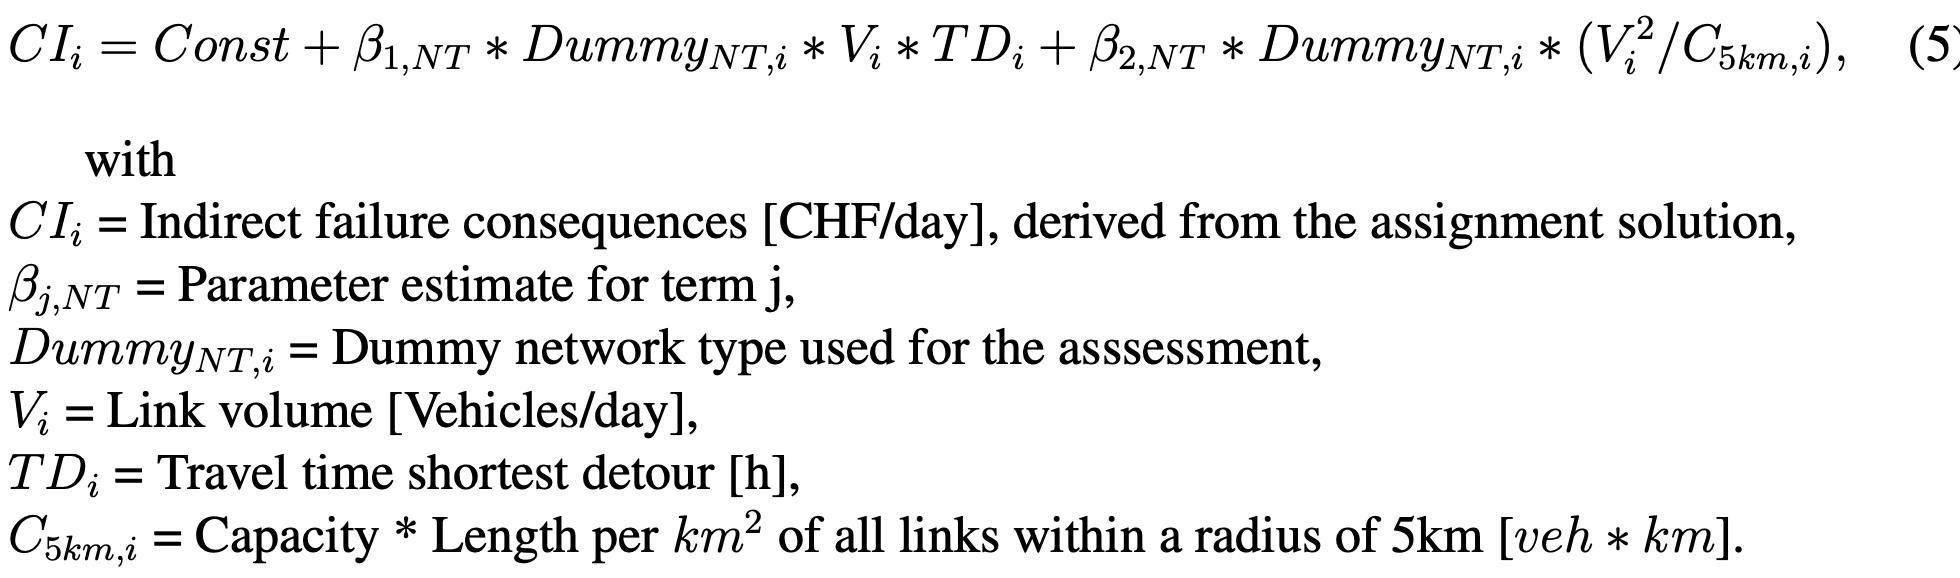 CI_i = Const + β_{1,NT} * Dummy_{NT,i} * V_i * TD_i + β_{2,NT} * Dummy_{NT,i} * (V_i^2/C_{5km,i}), (5)
with
CI_i = Indirect failure consequences [CHF/day], derived from the assignment solution,
β_{j,NT} = Parameter estimate for term j,
Dummy_{NT,i} = Dummy network type used for the asssessment,
V_i = Link volume [Vehicles/day],
TD_i = Travel time shortest detour [h],
C_{5km,i} = Capacity * Length per km^2 of all links within a radius of 5km [veh * km].